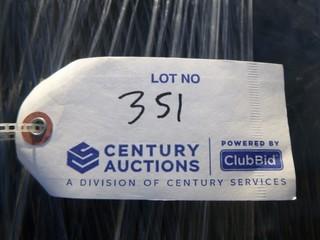 LOT NO
351
CENTURY
AUCTIONS
POWERED BY
ClubBid
A DIVISION OF CENTURY SERVICES